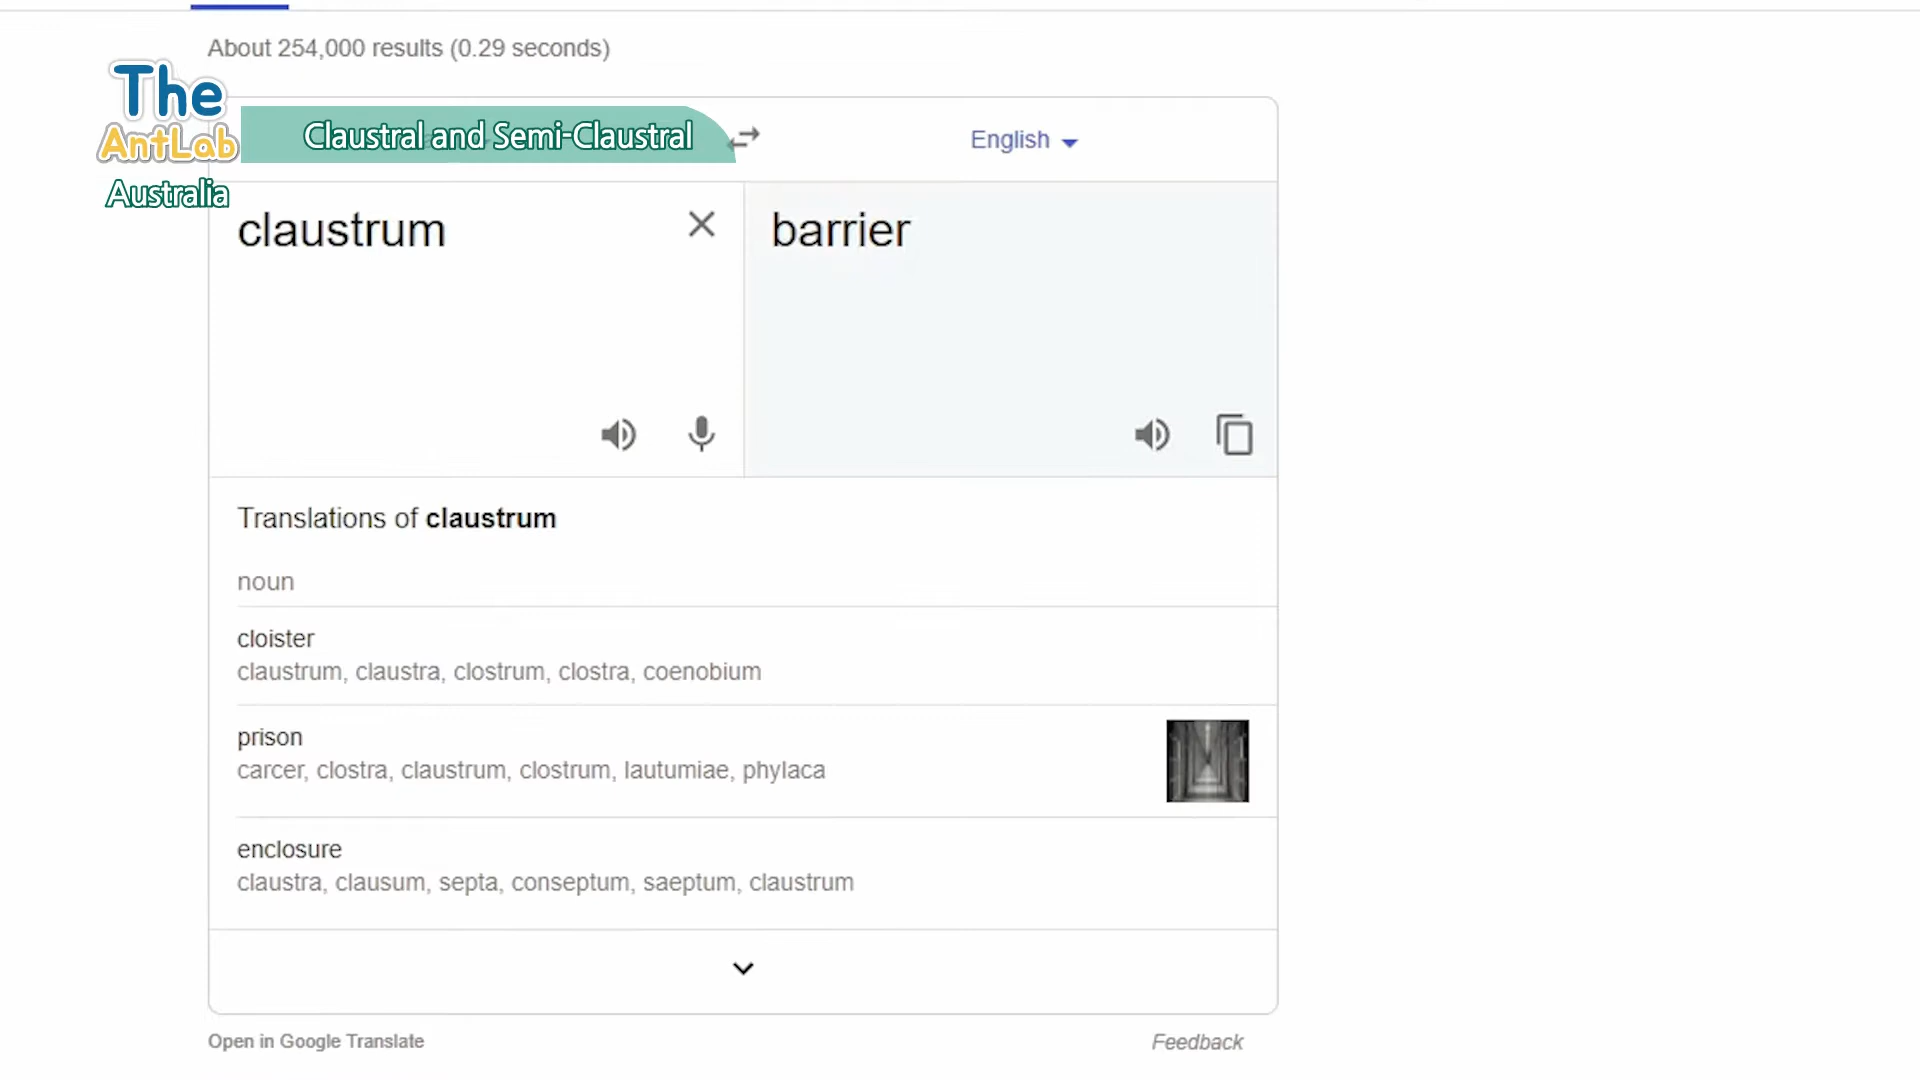 About 254,000 results (0.29 seconds)
The
AntLab
Australia
Claustral and Semi-Claustral
English
claustrum
barrier
Translations of claustrum
noun
cloister
claustrum, claustra, clostrum, clostra, coenobium
prison
carcer, clostra, claustrum, clostrum, lautumiae, phylaca
enclosure
claustra, clausum, septa, conseptum, saeptum, claustrum
Open in Google Translate
Feedback